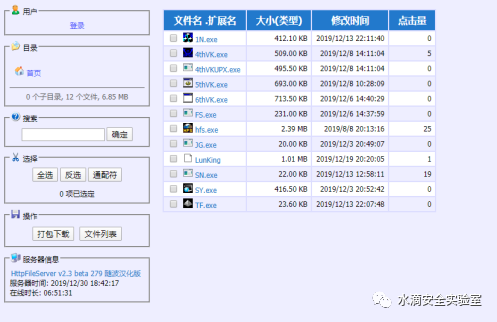 用户
登录
目录
首页
0 个子目录, 12 个文件, 6.85 MB
搜索
确定
选择
全选 反选 通配符
0 项已选定
操作
打包下载 文件列表
服务器信息
HttpFileServer v2.3 beta 279 随波汉化版
服务器时间: 2019/12/30 18:42:17
在线时长: 06:51:31
文件名 .扩展名 大小(类型) 修改时间 点击量
1N.exe 412.10 KB 2019/12/13 22:11:40 0
4thVK.exe 509.00 KB 2019/12/8 14:11:04 5
4thVKUPX.exe 495.50 KB 2019/12/8 14:11:04 0
5thVK.exe 693.00 KB 2019/12/8 10:28:09 0
6thVK.exe 713.50 KB 2019/12/6 14:40:29 0
FS.exe 231.00 KB 2019/12/6 14:37:59 0
hfs.exe 2.39 MB 2019/8/8 20:13:16 25
JG.exe 20.00 KB 2019/12/3 20:49:07 0
LunKing 1.01 MB 2019/12/19 20:20:05 1
SN.exe 22.00 KB 2019/12/13 12:58:11 19
SY.exe 416.50 KB 2019/12/3 20:52:42 0
TF.exe 23.60 KB 2019/12/13 22:07:48 0
水滴安全实验室